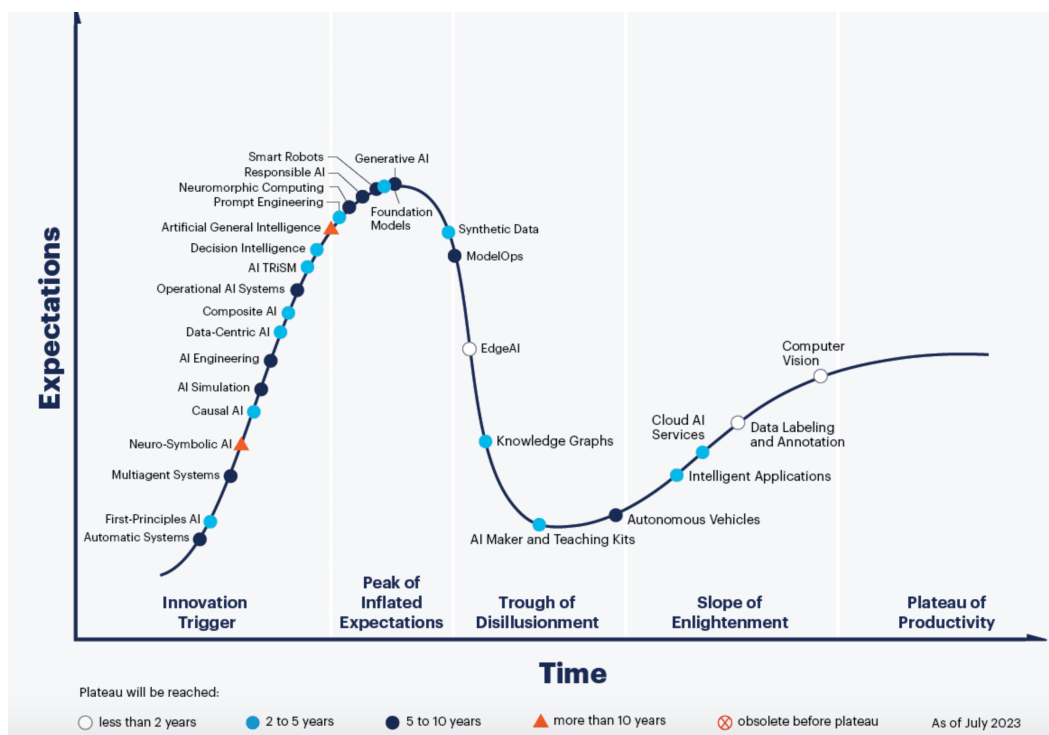 Smart Robots
Generative AI
Responsible AI
Neuromorphic Computing
Prompt Engineering
Foundation
Models
Artificial General Intelligence
Synthetic Data
Decision Intelligence
ModelOps
AI TRiSM
Operational AI Systems
Composite AI
Data-Centric AI
EdgeAI
Computer
Vision
AI Engineering
AI Simulation
Causal AI
Cloud AI
Services
Data Labeling
and Annotation
Neuro-Symbolic AI
Knowledge Graphs
Multiagent Systems
Intelligent Applications
First-Principles AI
Autonomous Vehicles
Automatic Systems
AI Maker and Teaching Kits
Expectations
Innovation
Trigger
Peak of
Inflated
Expectations
Trough of
Disillusionment
Slope of
Enlightenment
Plateau of
Productivity
Time
Plateau will be reached:
less than 2 years
2 to 5 years
5 to 10 years
more than 10 years
obsolete before plateau
As of July 2023